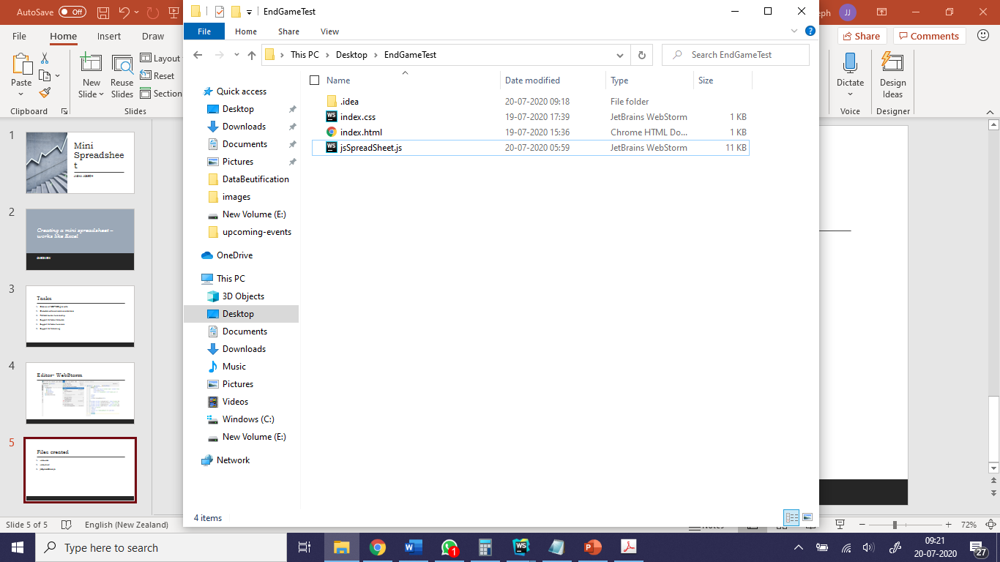 AutoSave Off
EndGameTest
eph JJ
File Home Insert Draw
File Home Share View
Share Comments
Paste
New Slide
Reuse Slides
Layout
Reset
Section
Clipboard
Slides
Dictate
Design Ideas
Voice
Designer
This PC > Desktop > EndGameTest
Search EndGameTest
Name Date modified Type Size
.idea 20-07-2020 09:18 File folder
index.css 19-07-2020 17:39 JetBrains WebStorm 1 KB
index.html 19-07-2020 15:36 Chrome HTML Do... 1 KB
jsSpreadSheet.js 20-07-2020 05:59 JetBrains WebStorm 11 KB
Quick access
Desktop
Downloads
Documents
Pictures
DataBeutification
images
New Volume (E:)
upcoming-events
OneDrive
This PC
3D Objects
Desktop
Documents
Downloads
Music
Pictures
Videos
Windows (C:)
New Volume (E:)
Network
4 items
1
Mini
Spreadshee
t
2
Creating a mini spreadsheet –
works like Excel
OVERVIEW
3
Tasks
4
Editor- WebStorm
5
Files created
Slide 5 of 5 English (New Zealand)
Notes
72%
Type here to search
1
09:21
20-07-2020
27